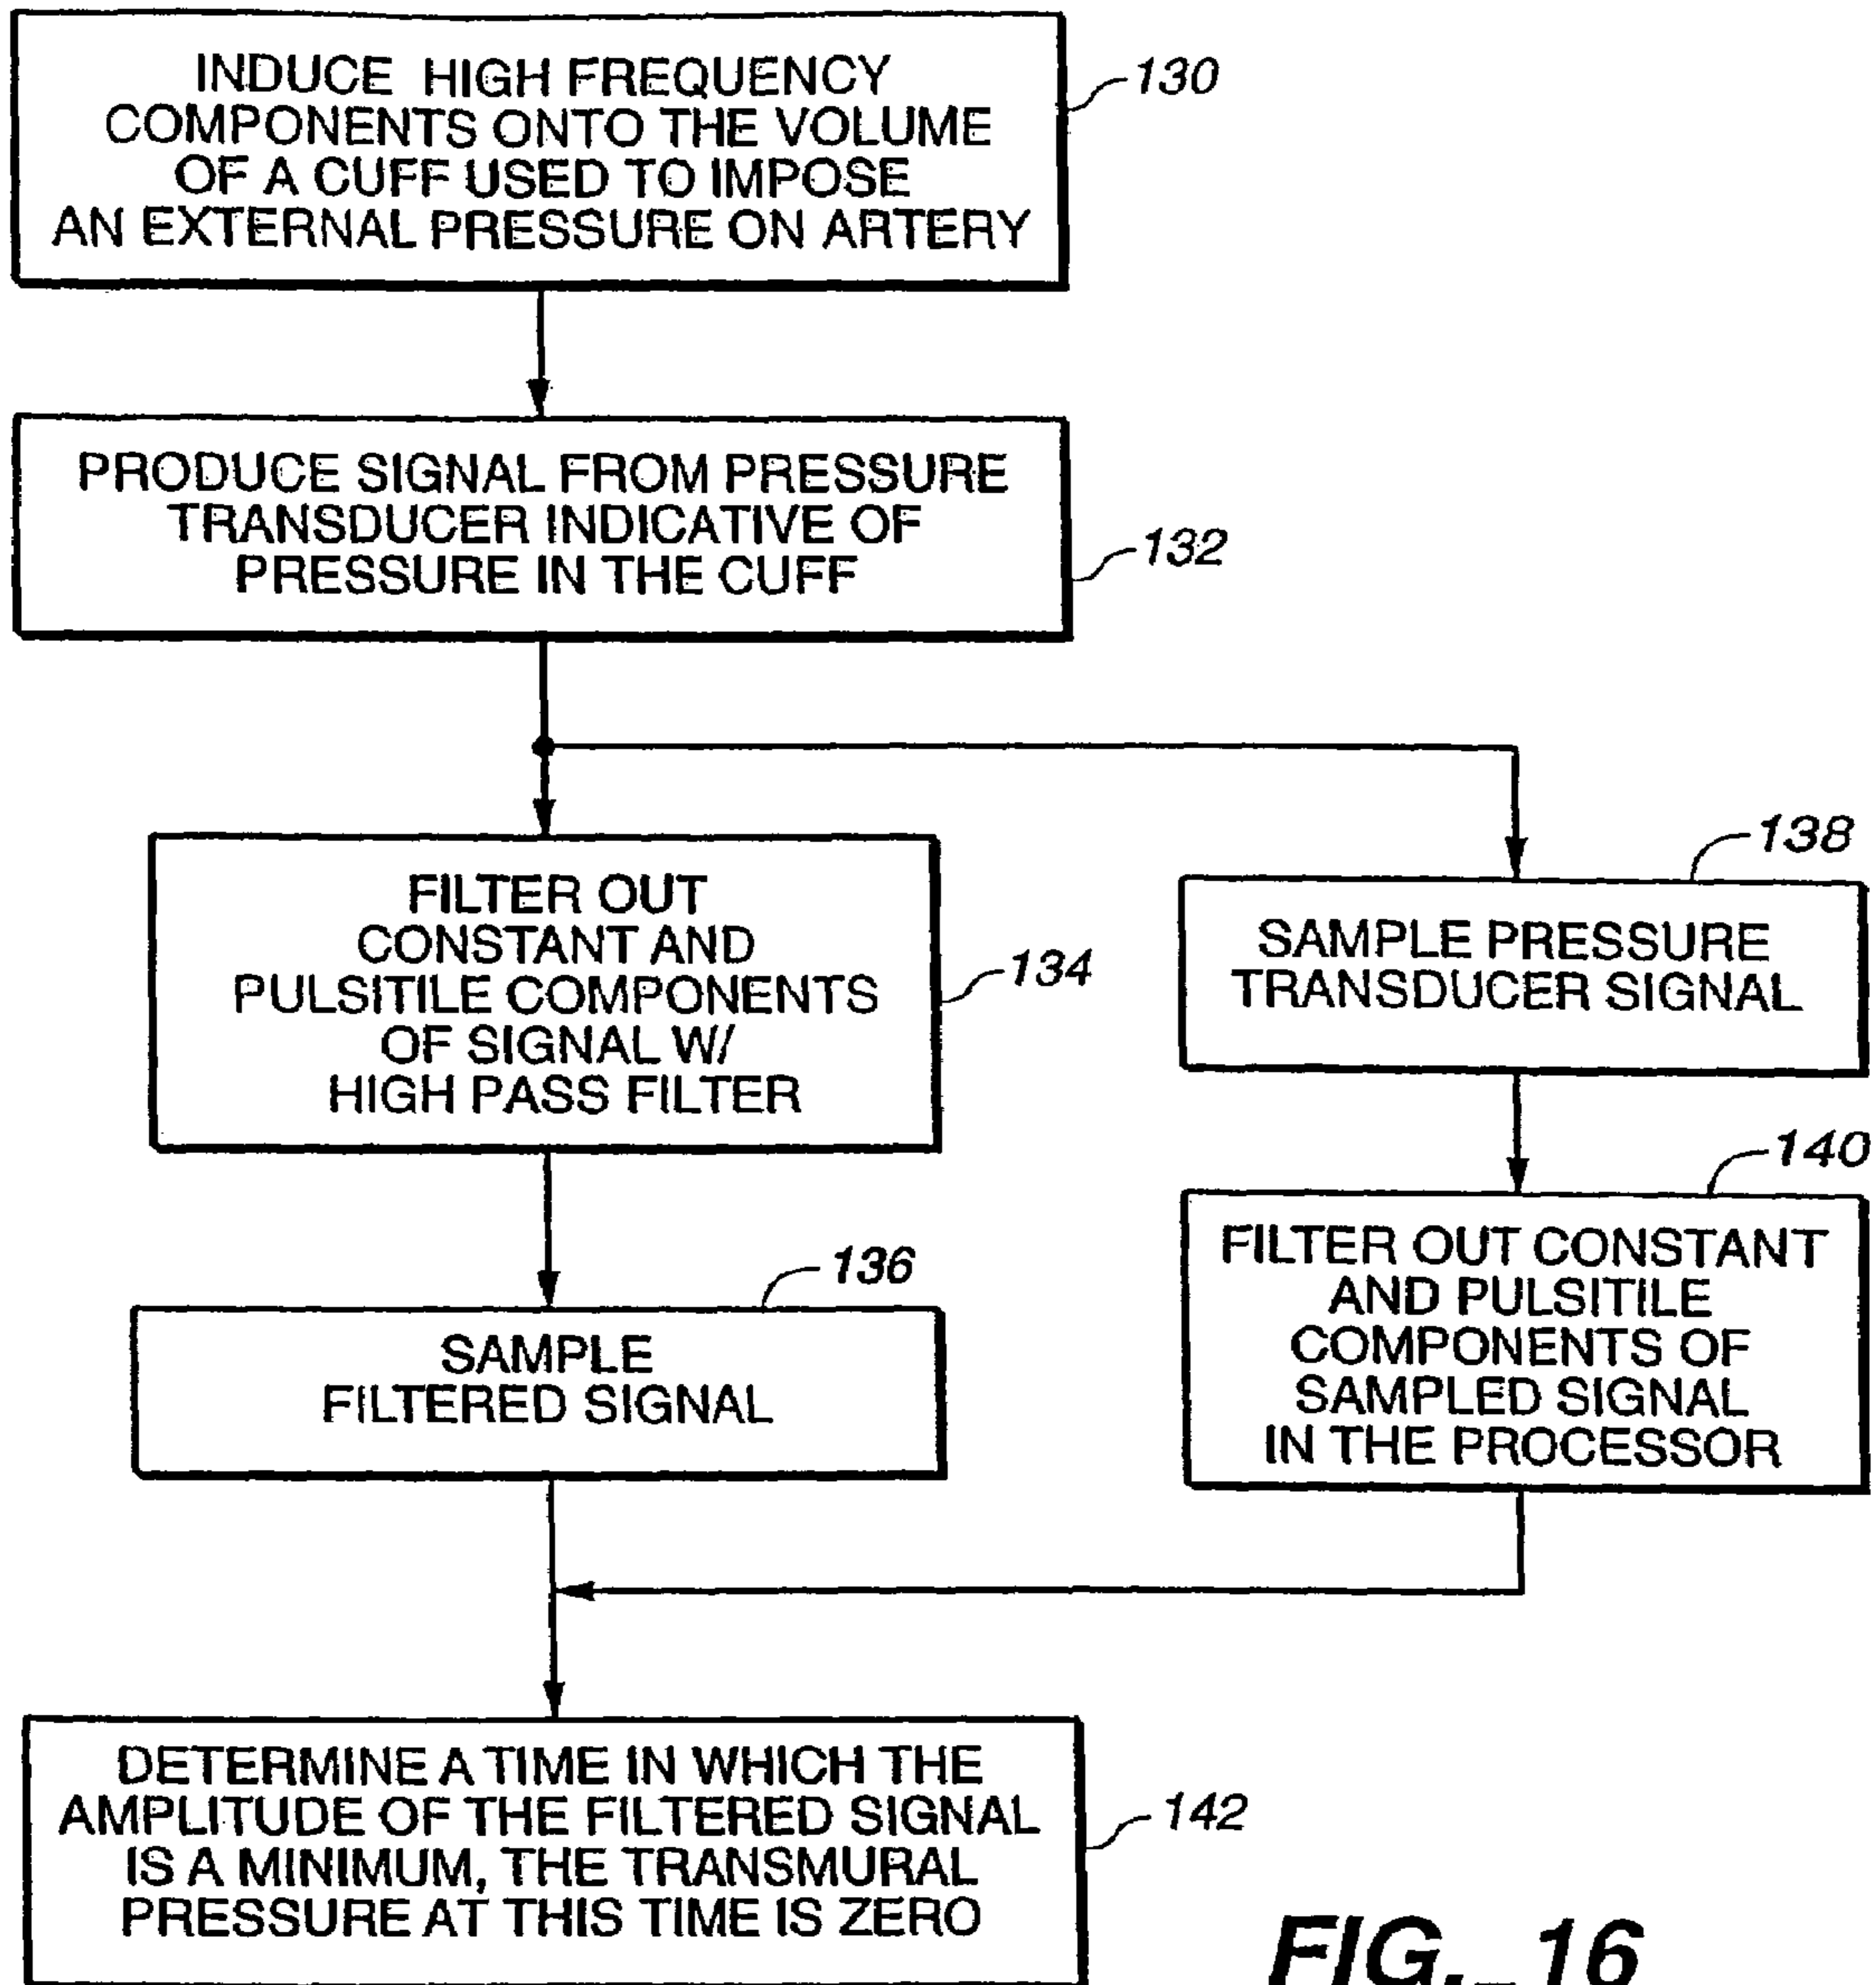 INDUCE HIGH FREQUENCY
COMPONENTS ONTO THE VOLUME
OF A CUFF USED TO IMPOSE
AN EXTERNAL PRESSURE ON ARTERY
130
PRODUCE SIGNAL FROM PRESSURE
TRANSDUCER INDICATIVE OF
PRESSURE IN THE CUFF
132
FILTER OUT
CONSTANT AND
PULSITILE COMPONENTS
OF SIGNAL W/
HIGH PASS FILTER
134
138
SAMPLE PRESSURE
TRANSDUCER SIGNAL
136
SAMPLE
FILTERED SIGNAL
140
FILTER OUT CONSTANT
AND PULSITILE
COMPONENTS OF
SAMPLED SIGNAL
IN THE PROCESSOR
DETERMINE A TIME IN WHICH THE
AMPLITUDE OF THE FILTERED SIGNAL
IS A MINIMUM, THE TRANSMURAL
PRESSURE AT THIS TIME IS ZERO
142
FIG._16